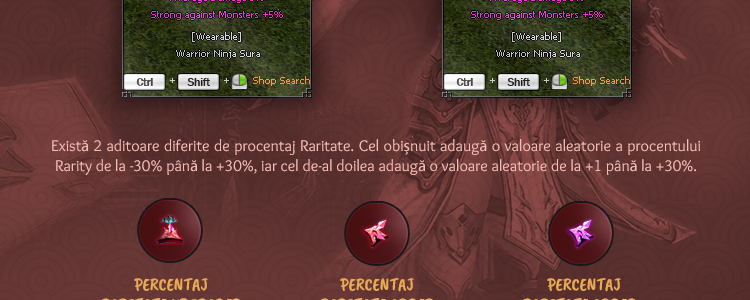 Strong against Monsters +5%
Strong against Monsters +5%
[Wearable]
[Wearable]
Warrior Ninja Sura
Warrior Ninja Sura
Ctrl + Shift + Shop Search
Ctrl + Shift + Shop Search
Există 2 aditoare diferite de procentaj Raritate. Cel obișnuit adaugă o valoare aleatorie a procentului
Rarity de la -30% până la +30%, iar cel de-al doilea adaugă o valoare aleatorie de la +1 până la +30%.
PERCENTAJ
PERCENTAJ
PERCENTAJ